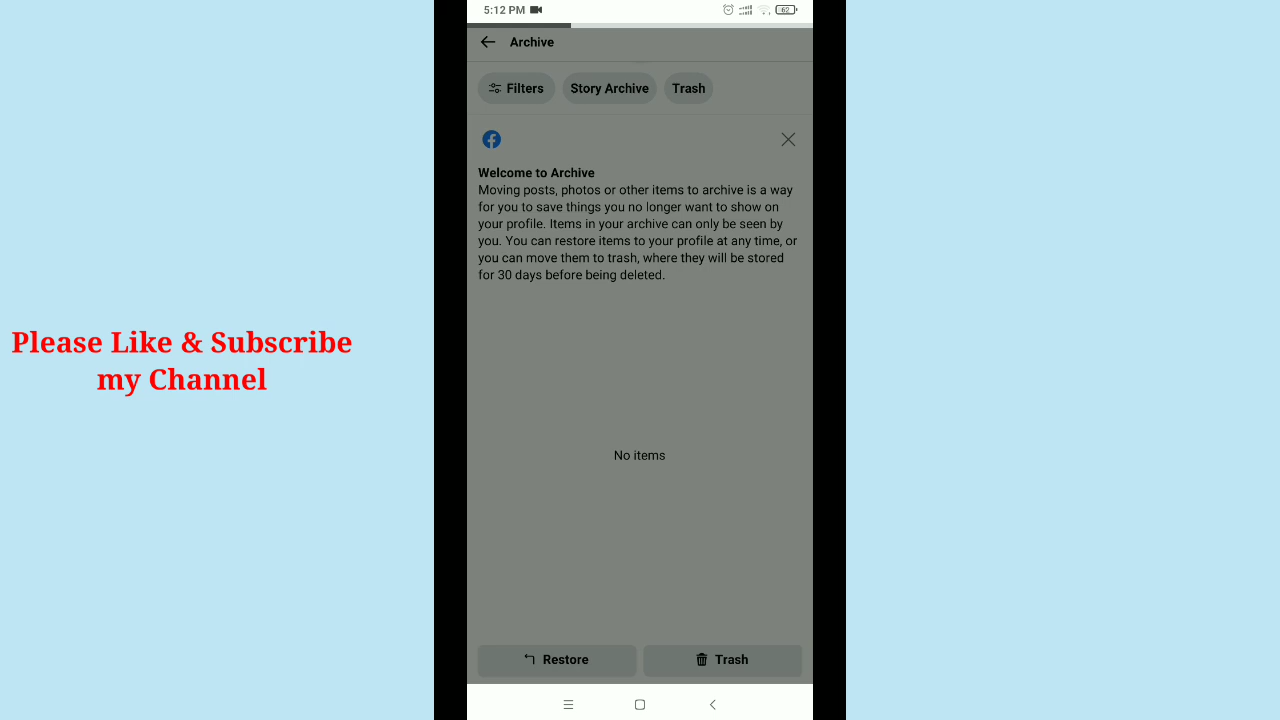 5:12 PM
62
Archive
Filters
Story Archive
Trash
Welcome to Archive
Moving posts, photos or other items to archive is a way
for you to save things you no longer want to show on
your profile. Items in your archive can only be seen by
you. You can restore items to your profile at any time, or
you can move them to trash, where they will be stored
for 30 days before being deleted.
Please Like & Subscribe
my Channel
No items
Restore
Trash